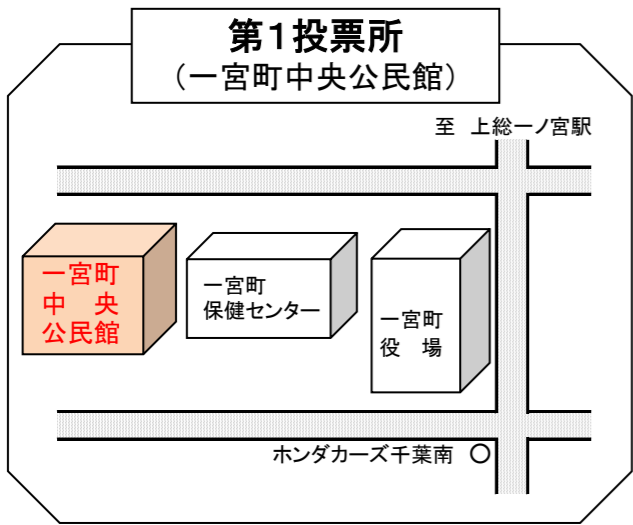 第1投票所
（一宮町中央公民館）
至 上総一ノ宮駅
一宮町
中 央
公民館
一宮町
保健センター
一宮町
役 場
ホンダカーズ千葉南